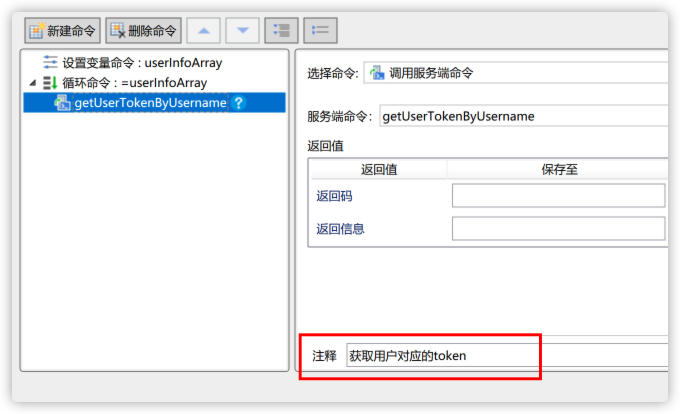 新建命令 删除命令
设置变量命令 : userInfoArray
循环命令 : =userInfoArray
getUserTokenByUsername ?
选择命令: 调用服务端命令
服务端命令: getUserTokenByUsername
返回值
返回值 保存至
返回码
返回信息
注释 获取用户对应的token